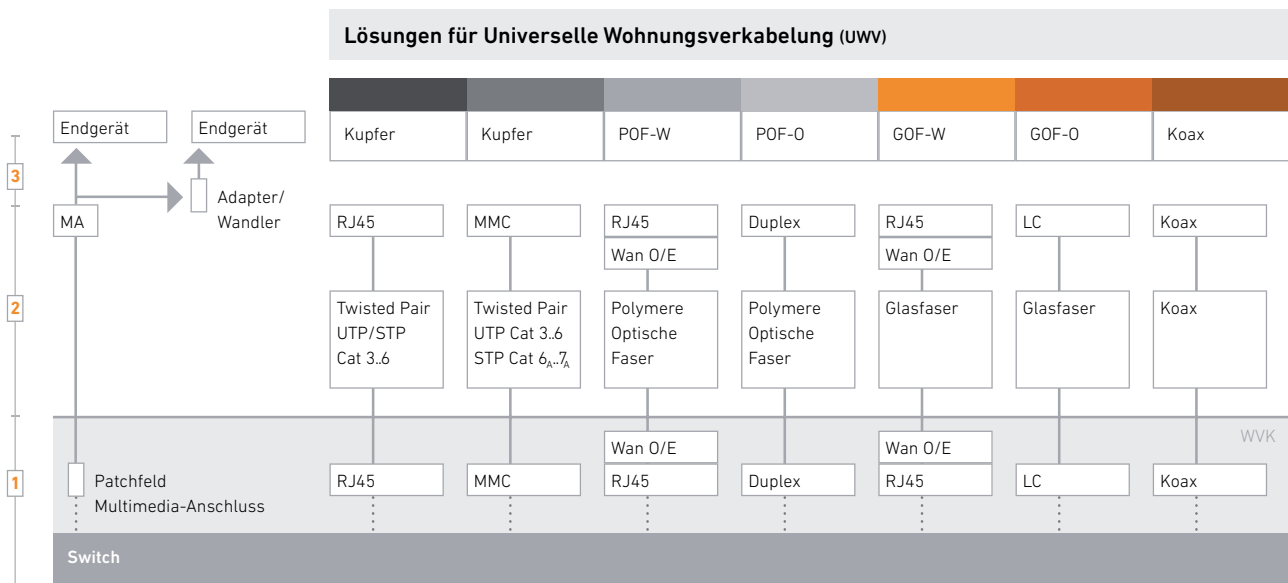 Lösungen für Universelle Wohnungsverkabelung (UWV)
Endgerät
Endgerät
Kupfer
Kupfer
POF-W
POF-O
GOF-W
GOF-O
Koax
3
Adapter/
Wandler
MA
RJ45
MMC
RJ45
Wan O/E
Duplex
RJ45
Wan O/E
LC
Koax
2
Twisted Pair
UTP/STP
Cat 3..6
Twisted Pair
UTP Cat 3..6
STP Cat 6A..7A
Polymere
Optische
Faser
Polymere
Optische
Faser
Glasfaser
Glasfaser
Koax
WVK
1
Patchfeld
Multimedia-Anschluss
RJ45
MMC
Wan O/E
RJ45
Duplex
Wan O/E
RJ45
LC
Koax
Switch